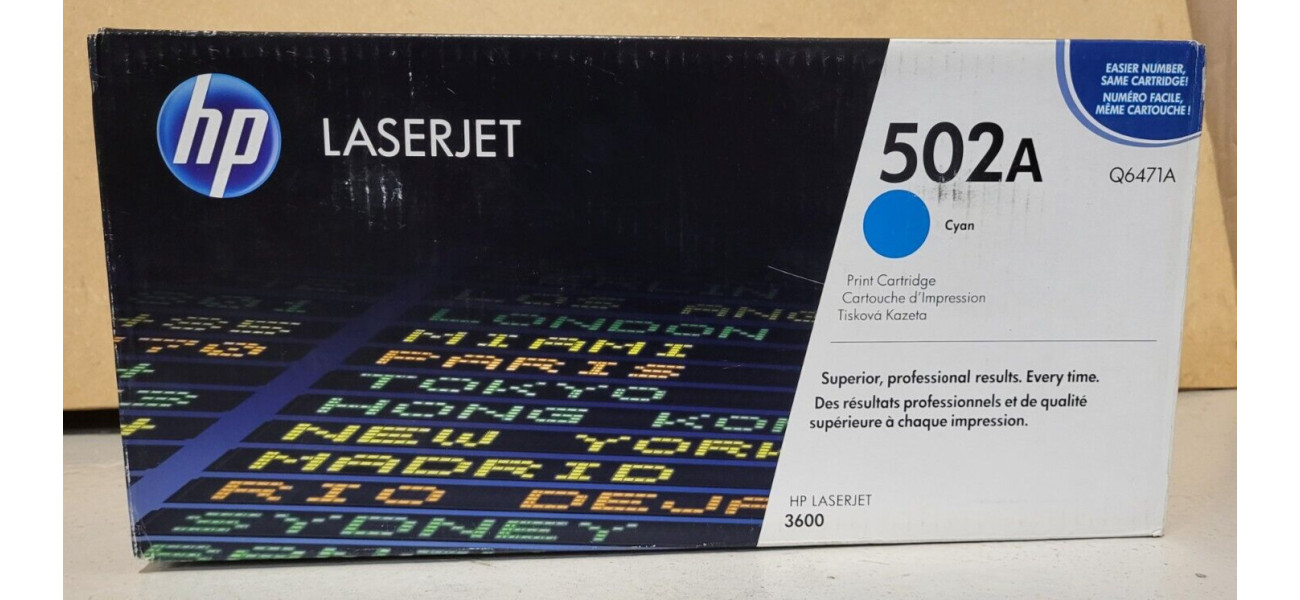 hp
LASERJET
EASIER NUMBER,
SAME CARTRIDGE!
NUMÉRO FACILE,
MÊME CARTOUCHE !
502A
Q6471A
Cyan
Print Cartridge
Cartouche d'Impression
Tisková Kazeta
Superior, professional results. Every time.
Des résultats professionnels et de qualité
supérieure à chaque impression.
HP LASERJET
3600
LOS ANG
LONDON
MIAMI
PARIS
TOKYO
HONG KON
NEW YORK
MADRID
RIO DEJA
SYDNEY